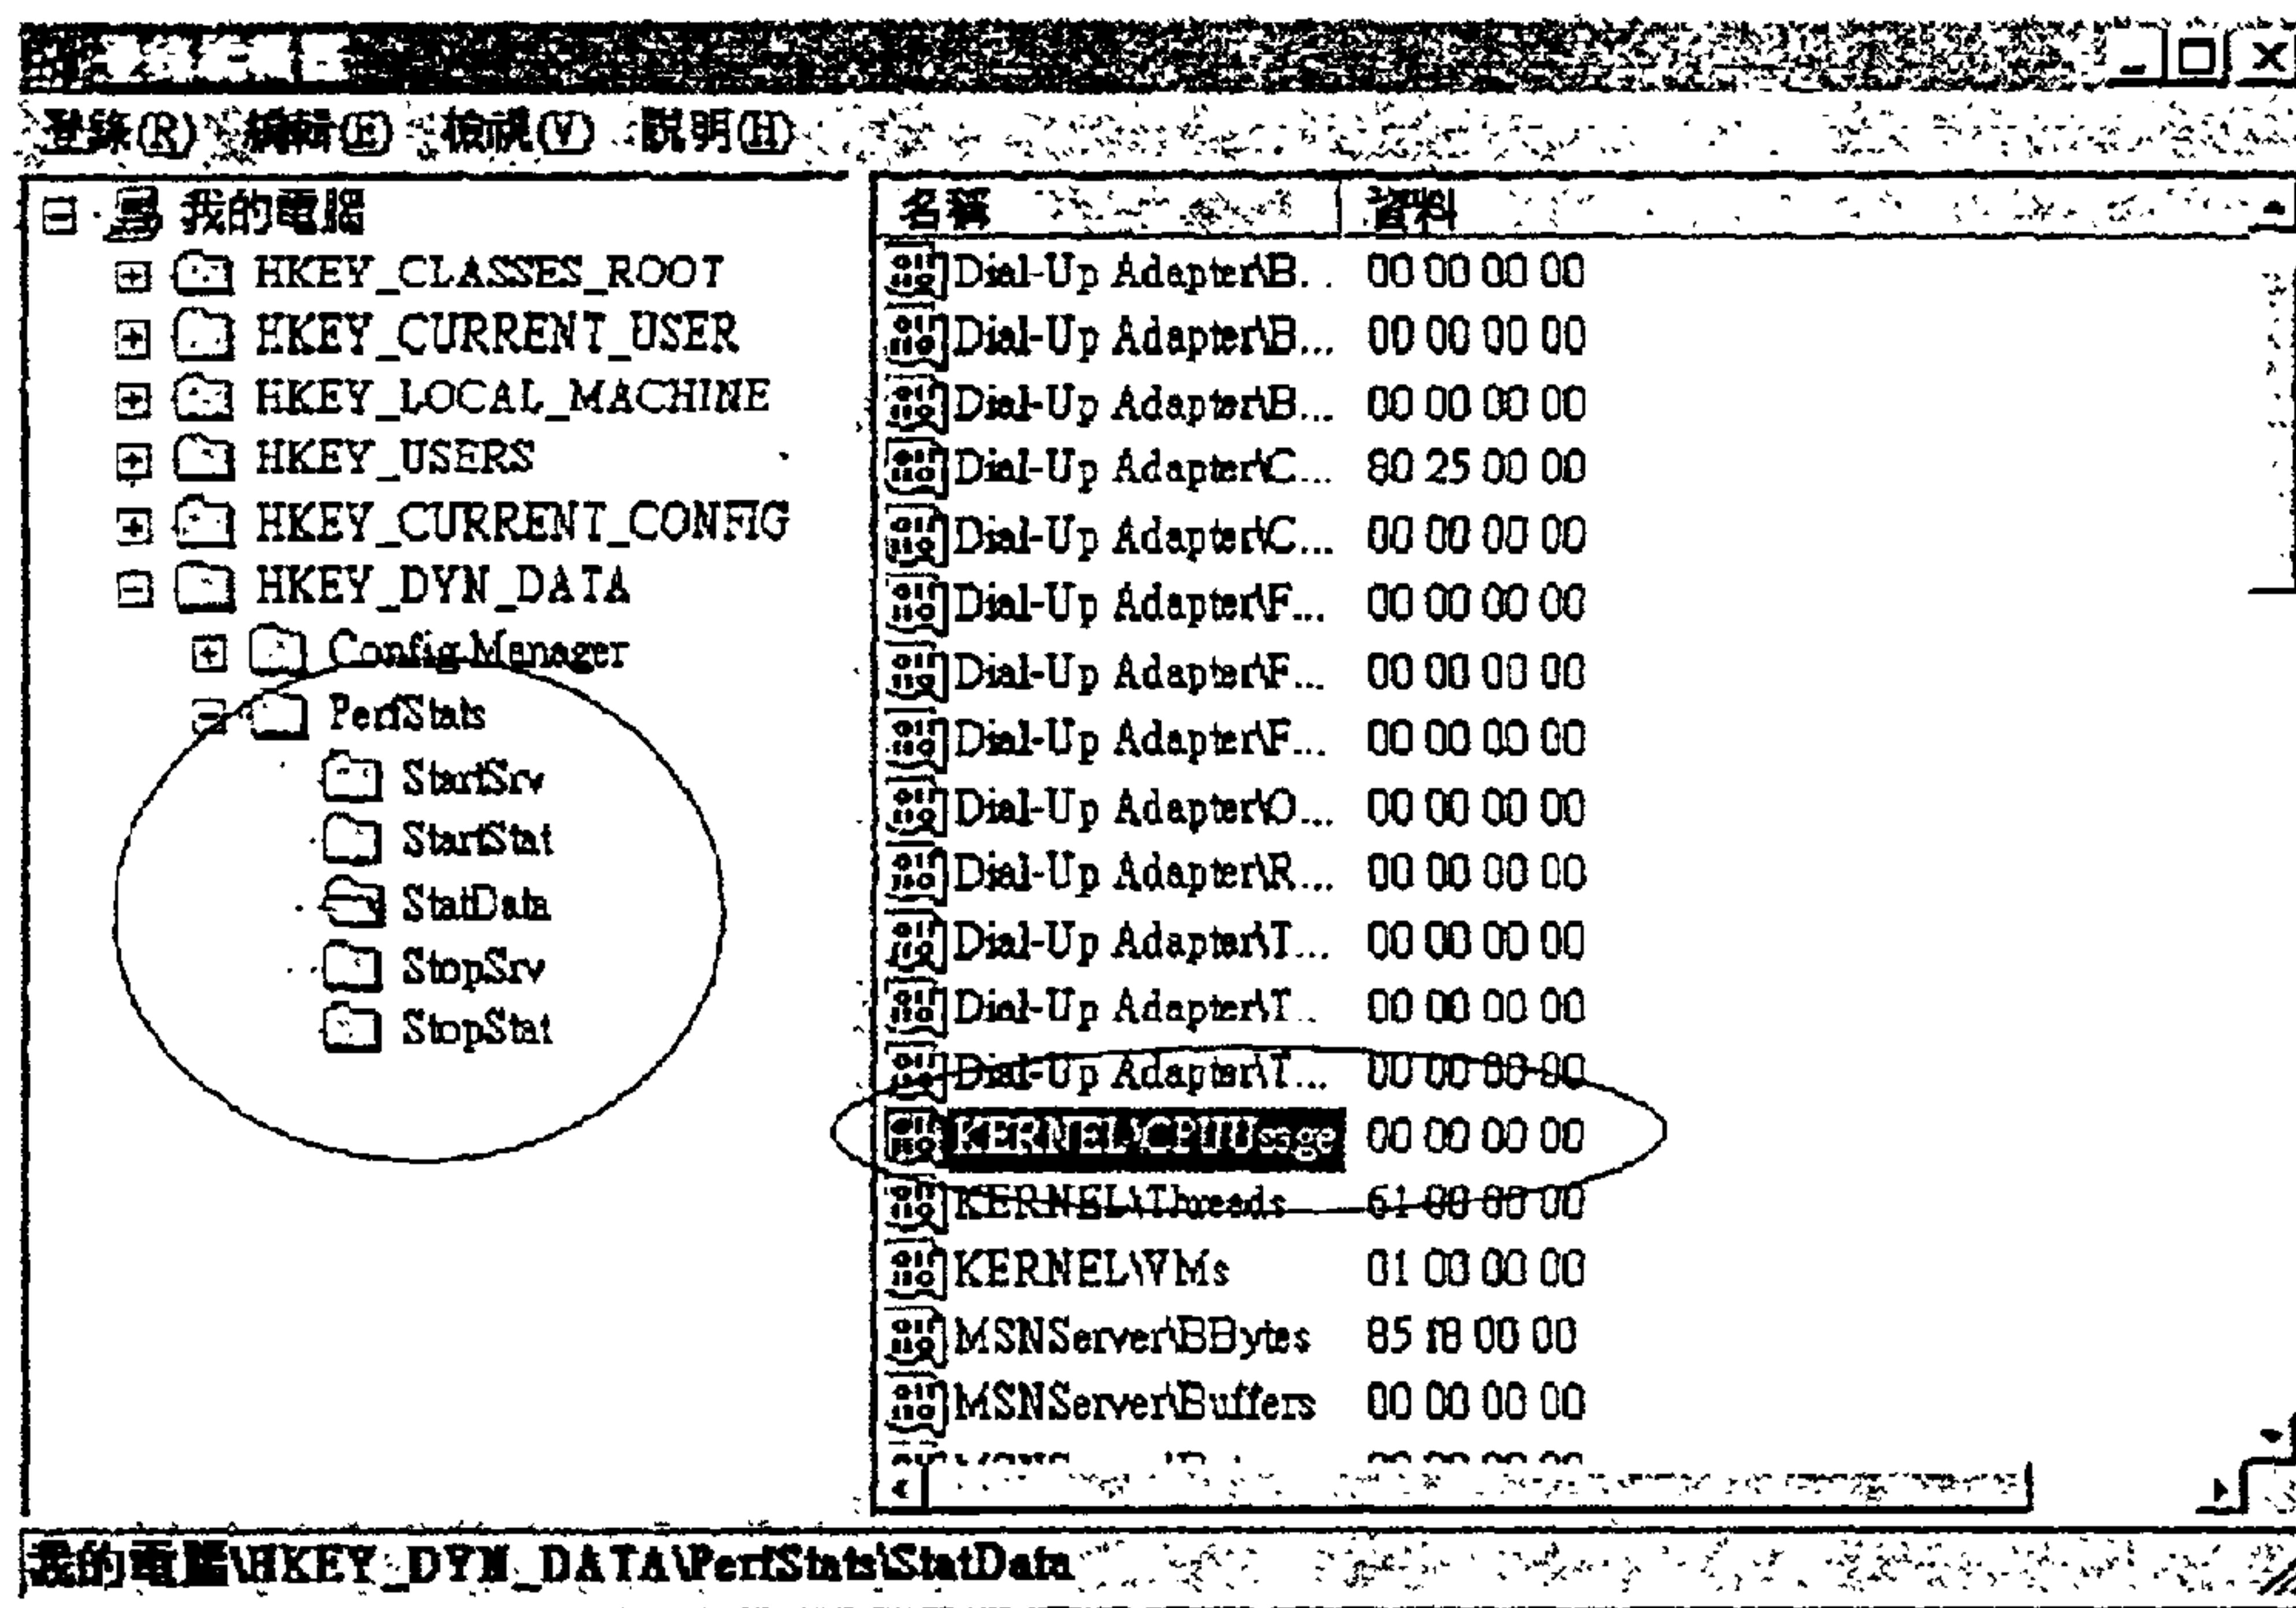 登錄(R) 編輯(E) 檢視(V) 說明(H)
我的電腦
HKEY_CLASSES_ROOT
HKEY_CURRENT_USER
HKEY_LOCAL_MACHINE
HKEY_USERS
HKEY_CURRENT_CONFIG
HKEY_DYN_DATA
Config Manager
PerfStats
StartSrv
StartStat
StatData
StopSrv
StopStat
名稱 資料
Dial-Up Adapter\B... 00 00 00 00
Dial-Up Adapter\B... 00 00 00 00
Dial-Up Adapter\B... 00 00 00 00
Dial-Up Adapter\C... 80 25 00 00
Dial-Up Adapter\C... 00 00 00 00
Dial-Up Adapter\F... 00 00 00 00
Dial-Up Adapter\F... 00 00 00 00
Dial-Up Adapter\F... 00 00 00 00
Dial-Up Adapter\O... 00 00 00 00
Dial-Up Adapter\R... 00 00 00 00
Dial-Up Adapter\T... 00 00 00 00
Dial-Up Adapter\T... 00 00 00 00
Dial-Up Adapter\T... 00 00 00 00
KERNEL\CPUUsage 00 00 00 00
KERNEL\Threads 61 00 00 00
KERNEL\VMs 01 00 00 00
MSNServer\BBytes 85 f8 00 00
MSNServer\Buffers 00 00 00 00
我的電腦\HKEY_DYN_DATA\PerfStats\StatData